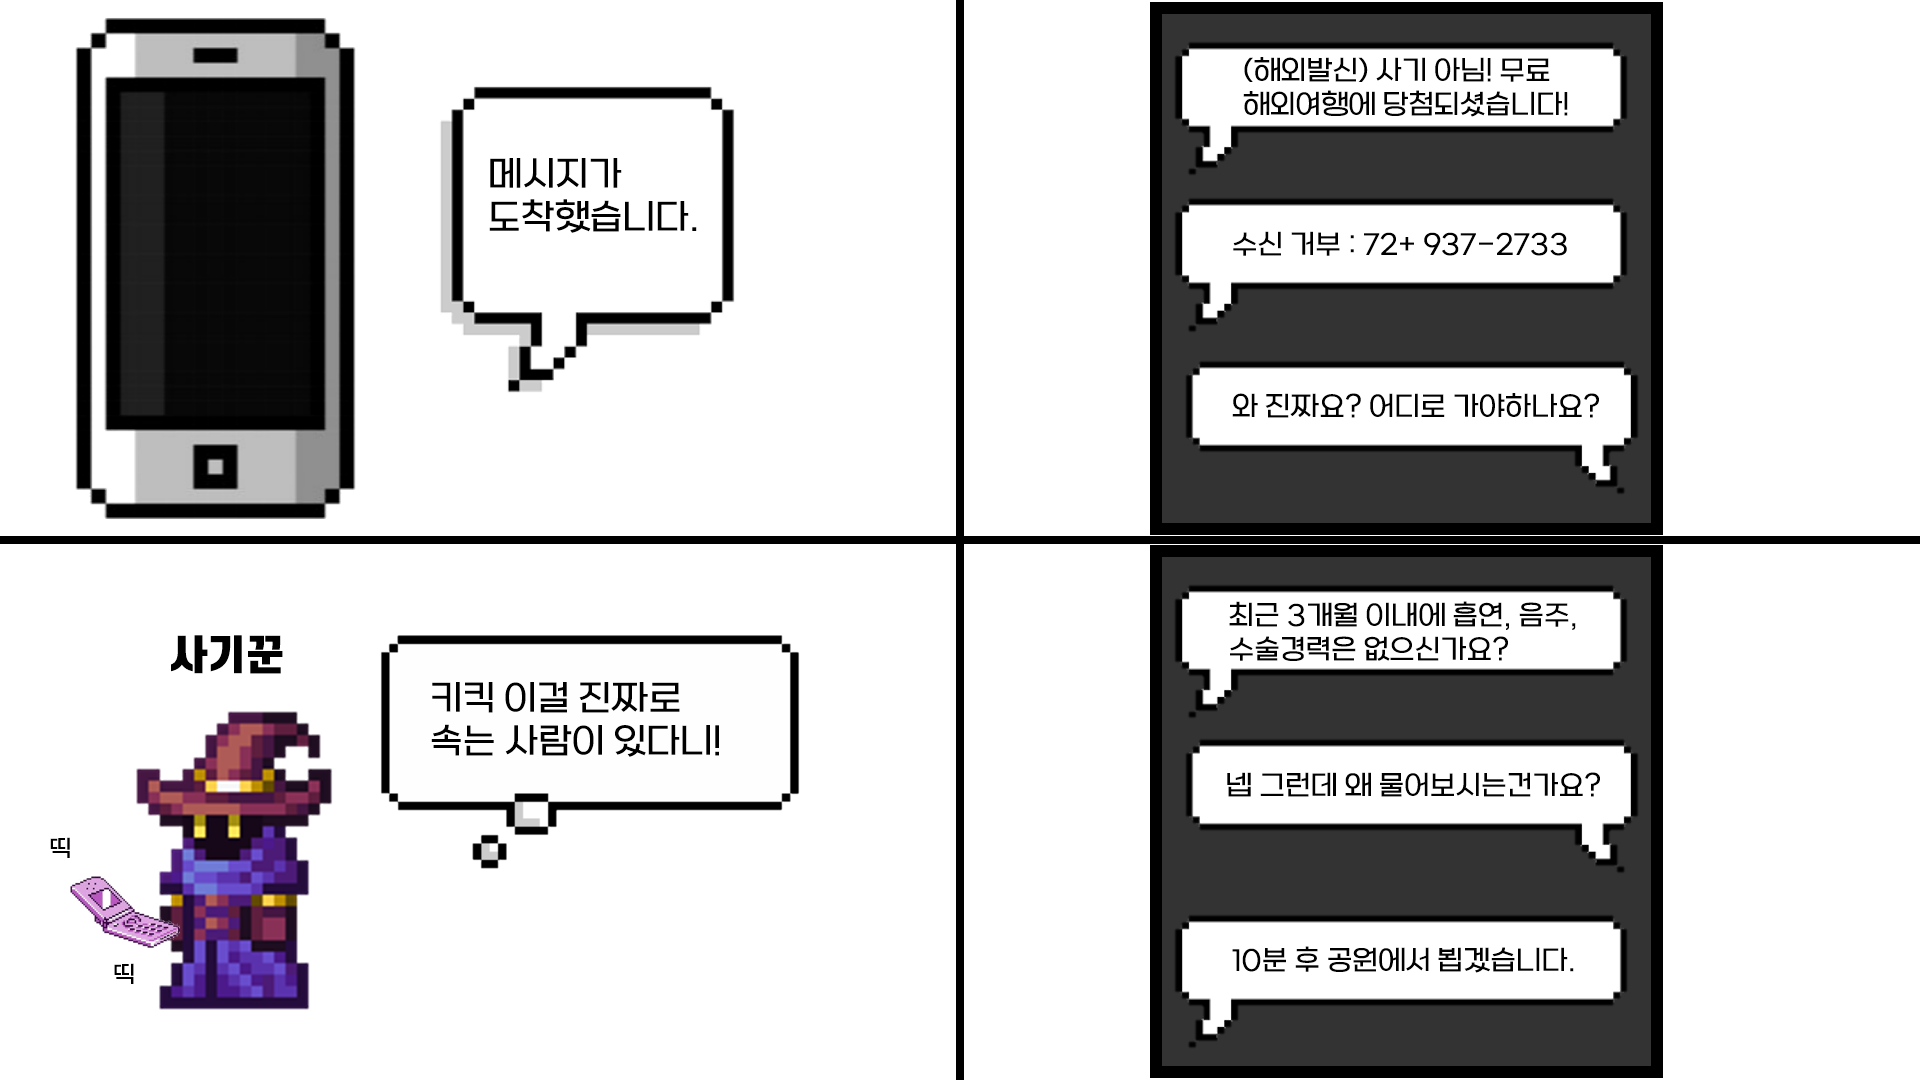 메시지가
도착했습니다.
(해외발신) 사기 아님! 무료
해외여행에 당첨되셨습니다!
수신 거부 : 72+ 937-2733
와 진짜요? 어디로 가야하나요?
사기꾼
키킥 이걸 진짜로
속는 사람이 있다니!
띡
띡
최근 3개월 이내에 흡연, 음주,
수술경력은 없으신가요?
넵 그런데 왜 물어보시는건가요?
10분 후 공원에서 뵙겠습니다.